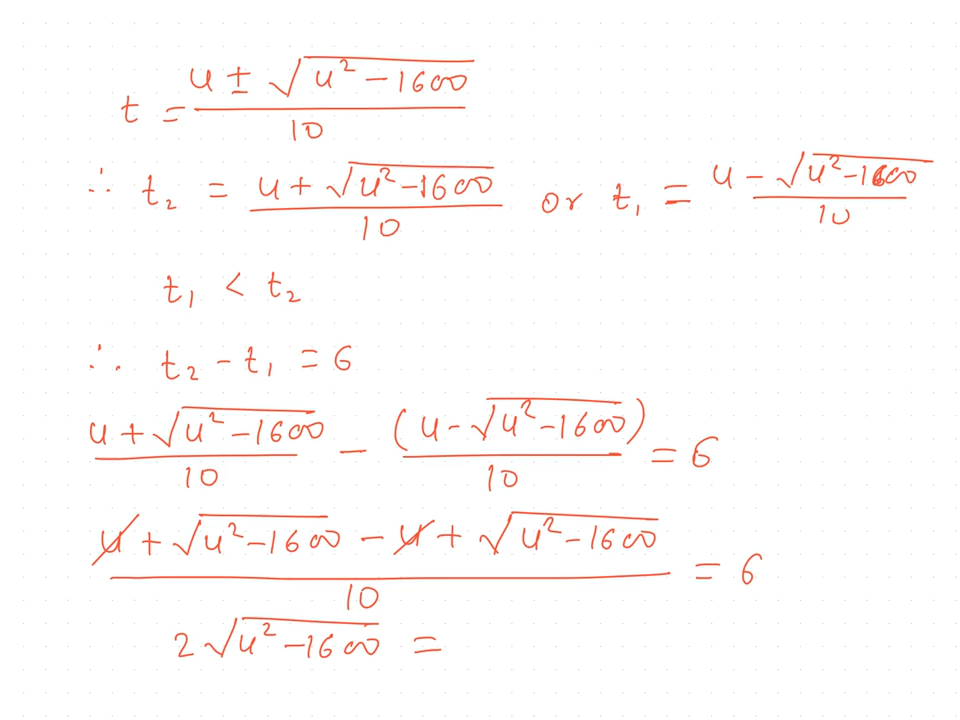 t = (u ± √(u² − 1600)) / 10
∴ t₂ = (u + √(u² − 1600)) / 10 or t₁ = (u − √(u² − 1600)) / 10
t₁ < t₂
∴ t₂ − t₁ = 6
(u + √(u² − 1600)) / 10 − (u − √(u² − 1600)) / 10 = 6
(u + √(u² − 1600) − u + √(u² − 1600)) / 10 = 6
2√(u² − 1600) =